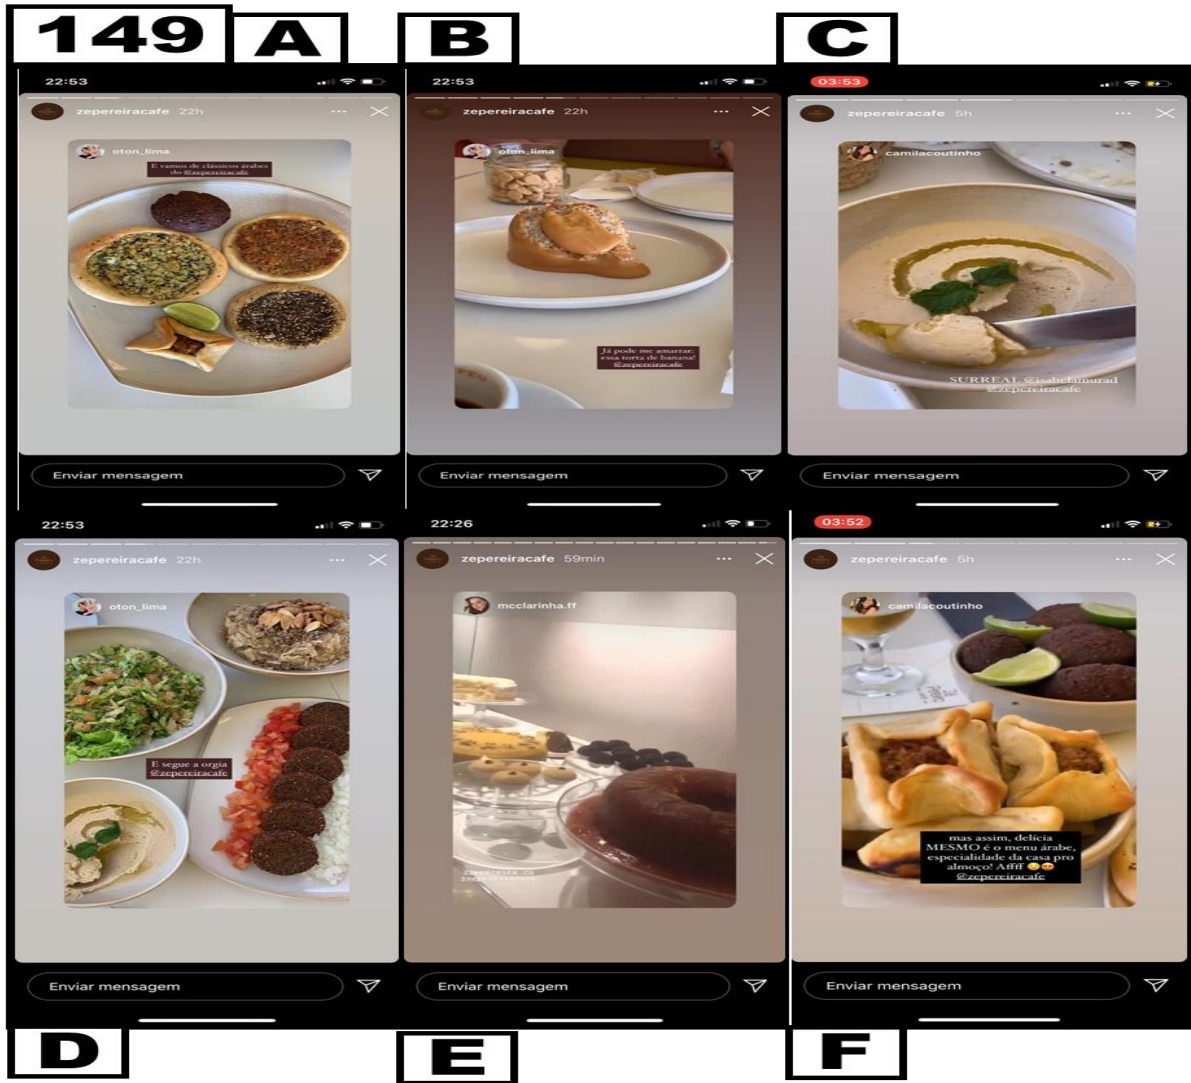 149 A B C
22:53
zepereiracafe 22h
oton_lima
E vamos de clássicos árabes
do @zepereiracafe
Enviar mensagem
22:53
zepereiracafe 22h
oton_lima
Já pode me amarrar:
essa torta de banana!
@zepereiracafe
Enviar mensagem
03:53
zepereiracafe 5h
camilacoutinho
SURREAL @isabelamurad
@zepereiracafe
Enviar mensagem
22:53
zepereiracafe 22h
oton_lima
E segue a orgia
@zepereiracafe
Enviar mensagem
22:26
zepereiracafe 59min
mcclarinha.ff
Enviar mensagem
03:52
zepereiracafe 5h
camilacoutinho
mas assim, delícia
MESMO é o menu árabe,
especialidade da casa pro
almoço! Affff
@zepereiracafe
Enviar mensagem
D E F